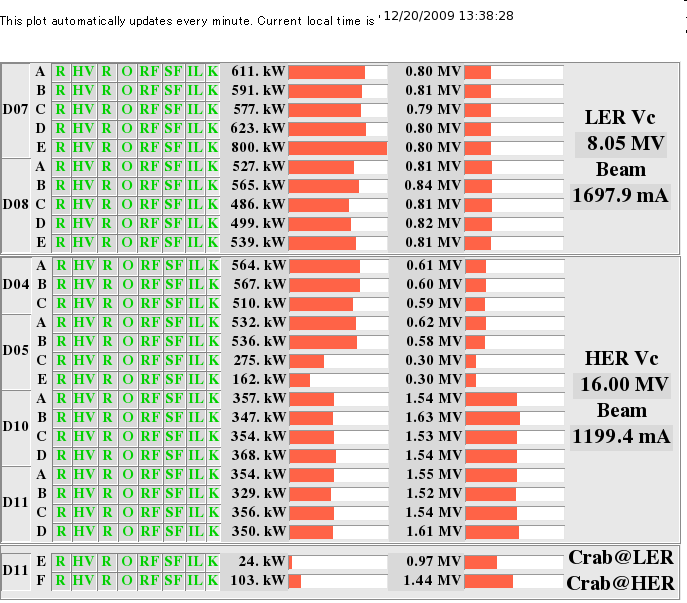 This plot automatically updates every minute. Current local time is 12/20/2009 13:38:28
D07
A R HV R O RF SF IL K 611. kW 0.80 MV
B R HV R O RF SF IL K 591. kW 0.81 MV
C R HV R O RF SF IL K 577. kW 0.79 MV
D R HV R O RF SF IL K 623. kW 0.80 MV
E R HV R O RF SF IL K 800. kW 0.80 MV
D08
A R HV R O RF SF IL K 527. kW 0.81 MV
B R HV R O RF SF IL K 565. kW 0.84 MV
C R HV R O RF SF IL K 486. kW 0.81 MV
D R HV R O RF SF IL K 499. kW 0.82 MV
E R HV R O RF SF IL K 539. kW 0.81 MV
LER Vc
8.05 MV
Beam
1697.9 mA
D04
A R HV R O RF SF IL K 564. kW 0.61 MV
B R HV R O RF SF IL K 567. kW 0.60 MV
C R HV R O RF SF IL K 510. kW 0.59 MV
D05
A R HV R O RF SF IL K 532. kW 0.62 MV
B R HV R O RF SF IL K 536. kW 0.58 MV
C R HV R O RF SF IL K 275. kW 0.30 MV
E R HV R O RF SF IL K 162. kW 0.30 MV
D10
A R HV R O RF SF IL K 357. kW 1.54 MV
B R HV R O RF SF IL K 347. kW 1.63 MV
C R HV R O RF SF IL K 354. kW 1.53 MV
D R HV R O RF SF IL K 368. kW 1.54 MV
D11
A R HV R O RF SF IL K 354. kW 1.55 MV
B R HV R O RF SF IL K 329. kW 1.52 MV
C R HV R O RF SF IL K 356. kW 1.54 MV
D R HV R O RF SF IL K 350. kW 1.61 MV
HER Vc
16.00 MV
Beam
1199.4 mA
D11
E R HV R O RF SF IL K 24. kW 0.97 MV Crab@LER
F R HV R O RF SF IL K 103. kW 1.44 MV Crab@HER